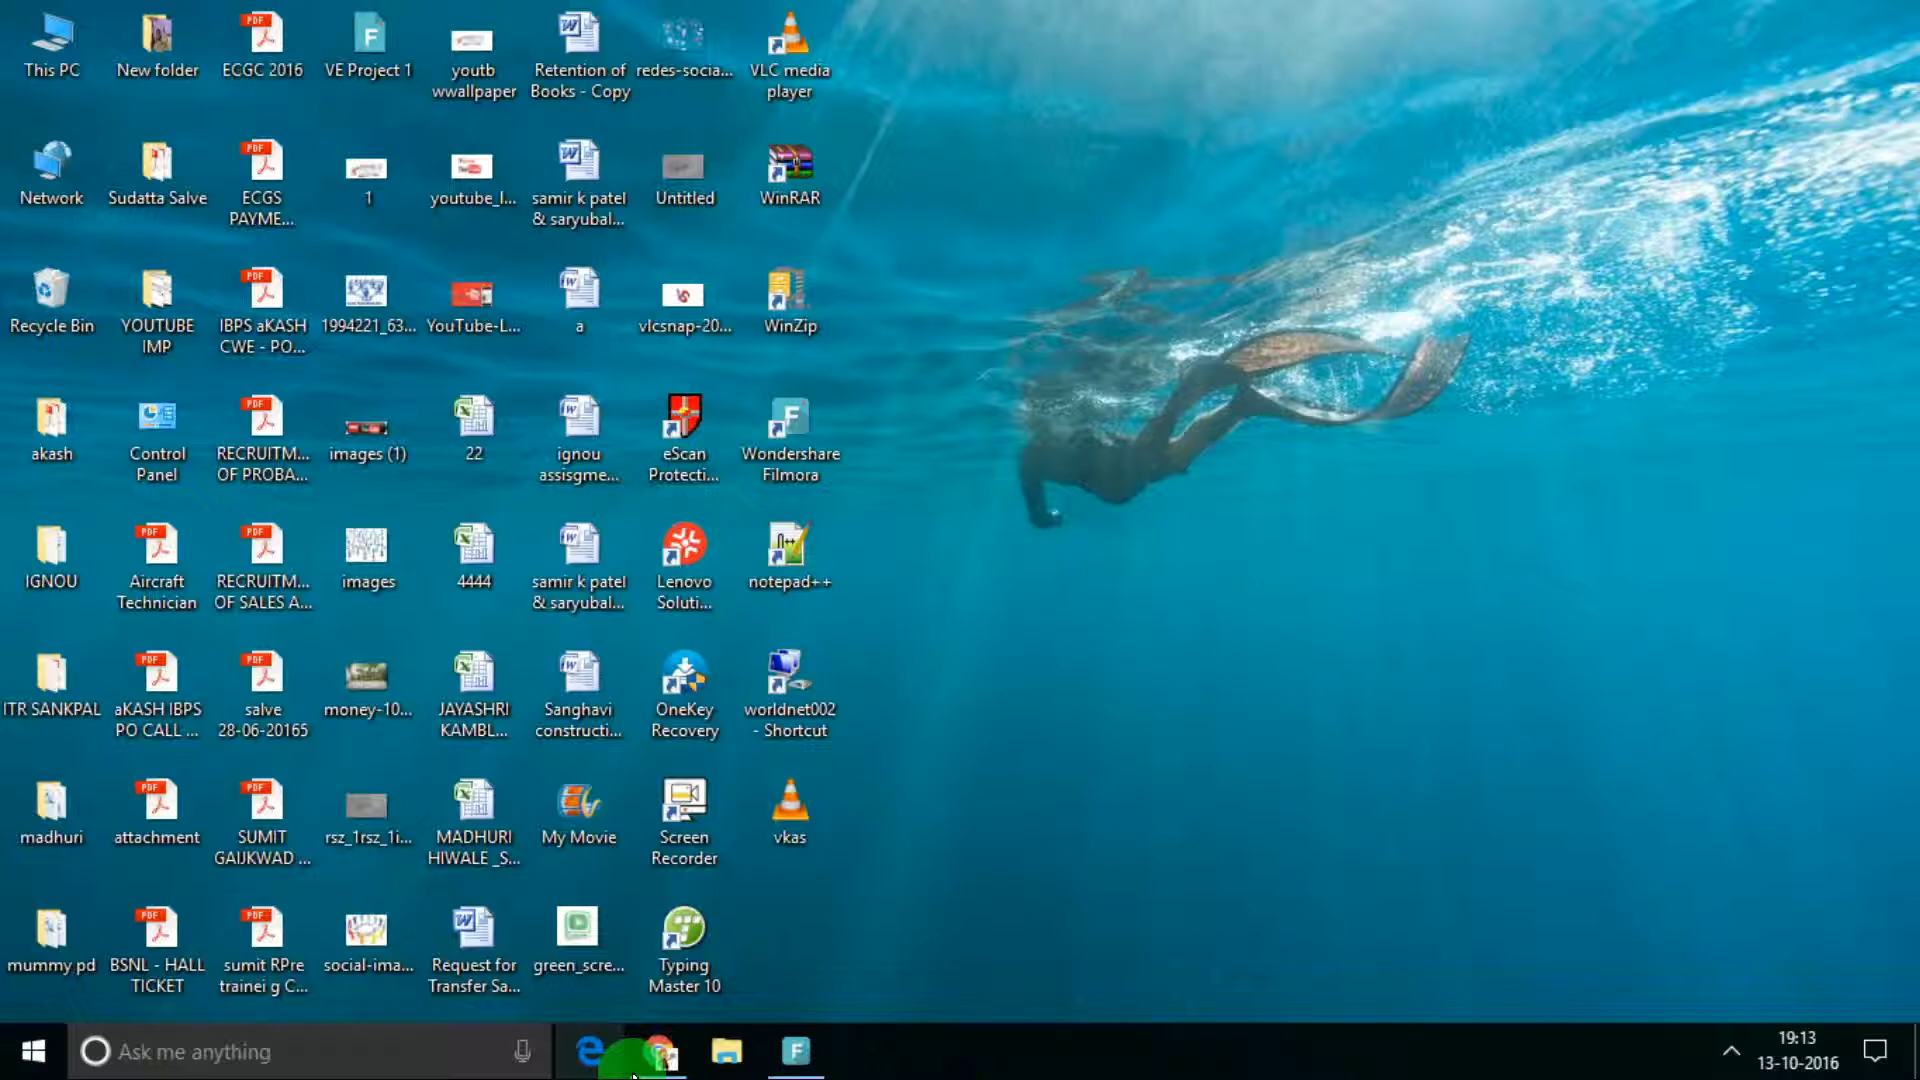 This PC
New folder
ECGC 2016
VE Project 1
youtb
wwallpaper
Retention of
Books - Copy
redes-socia...
VLC media
player
Network
Sudatta Salve
ECGS
PAYME...
1
youtube_l...
samir k patel
& saryubal...
Untitled
WinRAR
Recycle Bin
YOUTUBE
IMP
IBPS aKASH
CWE - PO...
1994221_63...
YouTube-L...
a
vlcsnap-20...
WinZip
akash
Control
Panel
RECRUITM...
OF PROBA...
images (1)
22
ignou
assisgme...
eScan
Protecti...
Wondershare
Filmora
IGNOU
Aircraft
Technician
RECRUITM...
OF SALES A...
images
4444
samir k patel
& saryubal...
Lenovo
Soluti...
notepad++
ITR SANKPAL
aKASH IBPS
PO CALL ...
salve
28-06-20165
money-10...
JAYASHRI
KAMBL...
Sanghavi
constructi...
OneKey
Recovery
worldnet002
- Shortcut
madhuri
attachment
SUMIT
GAIJKWAD ...
rsz_1rsz_1i...
MADHURI
HIWALE _S...
My Movie
Screen
Recorder
vkas
mummy pd
BSNL - HALL
TICKET
sumit RPre
trainei g C...
social-ima...
Request for
Transfer Sa...
green_scre...
Typing
Master 10
Ask me anything
19:13
13-10-2016